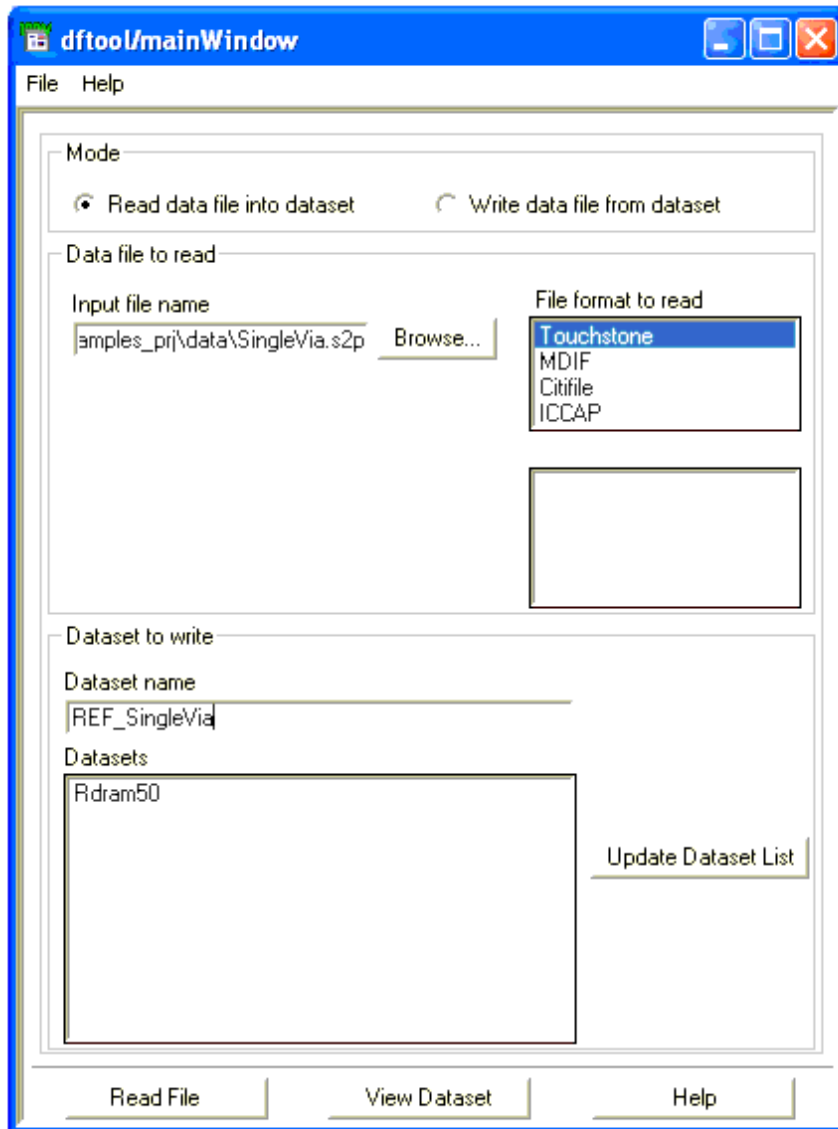 dftool/mainWindow
File Help
Mode
Read data file into dataset Write data file from dataset
Data file to read
Input file name
amples_prj\data\SingleVia.s2p Browse...
File format to read
Touchstone
MDIF
Citifile
ICCAP
Dataset to write
Dataset name
REF_SingleVia
Datasets
Rdram50
Update Dataset List
Read File View Dataset Help